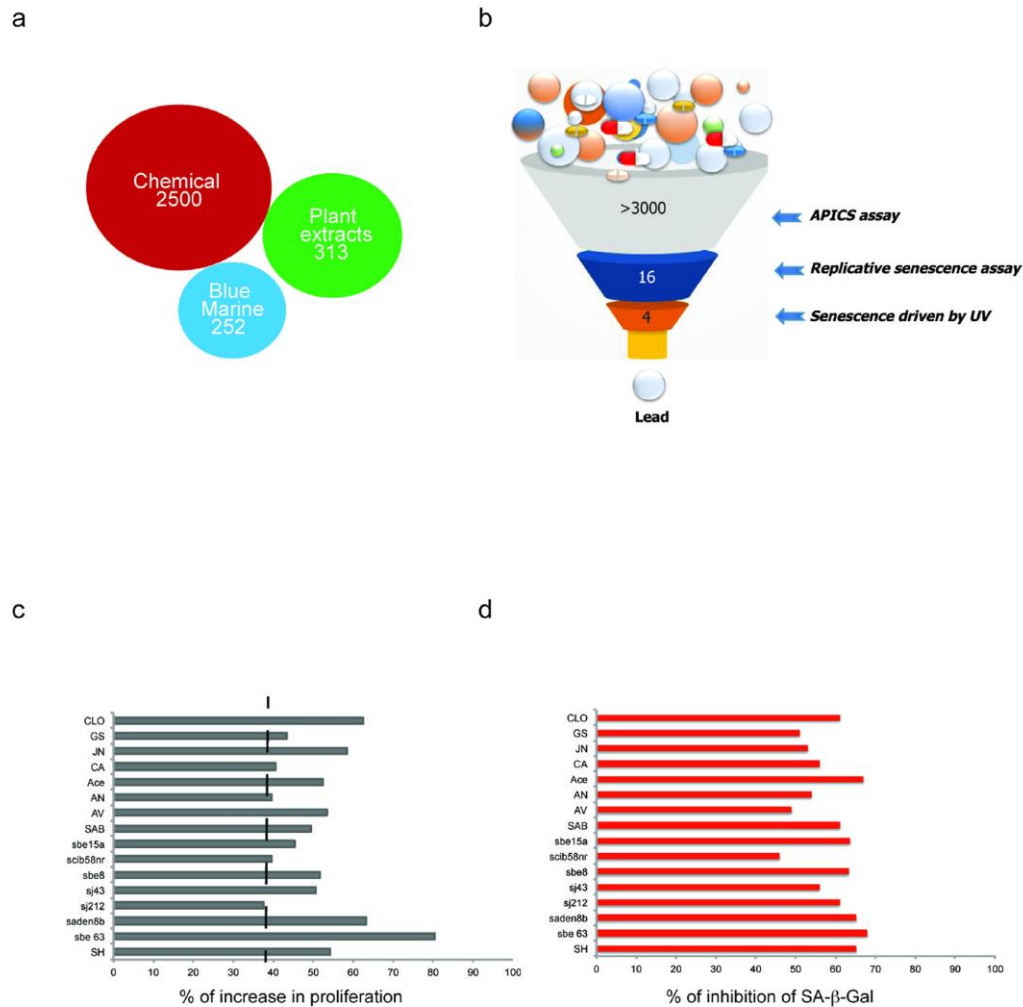 a
Chemical
2500
Plant
extracts
313
Blue
Marine
252
b
>3000
16
4
APICS assay
Replicative senescence assay
Senescence driven by UV
Lead
c
CLO
GS
JN
CA
Ace
AN
AV
SAB
sbe15a
scib58nr
sbe8
sj43
sj212
saden8b
sbe 63
SH
0 10 20 30 40 50 60 70 80 90 100
% of increase in proliferation
d
CLO
GS
JN
CA
Ace
AN
AV
SAB
sbe15a
scib58nr
sbe8
sj43
sj212
saden8b
sbe 63
SH
0 10 20 30 40 50 60 70 80 90 100
% of inhibition of SA-β-Gal